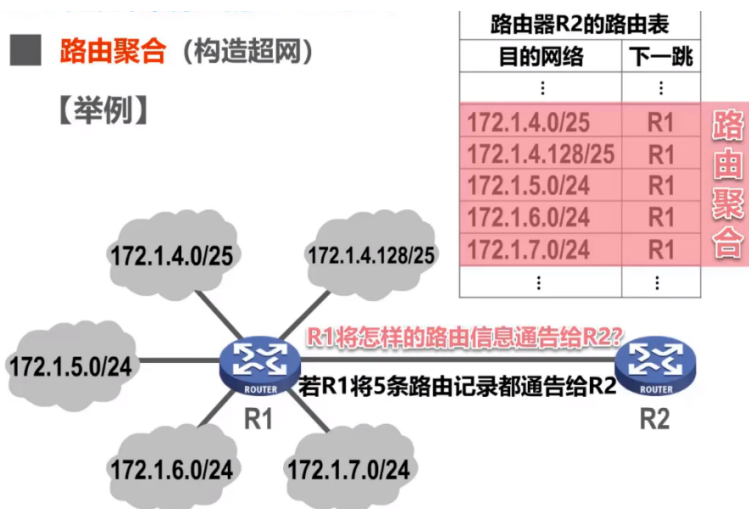 路由聚合（构造超网）
【举例】
路由器R2的路由表
目的网络 下一跳
⋮ ⋮
172.1.4.0/25 R1
172.1.4.128/25 R1
172.1.5.0/24 R1
172.1.6.0/24 R1
172.1.7.0/24 R1
⋮ ⋮
路由聚合
172.1.4.0/25
172.1.4.128/25
R1将怎样的路由信息通告给R2?
172.1.5.0/24
ROUTER
ROUTER
若R1将5条路由记录都通告给R2
R1
R2
172.1.6.0/24
172.1.7.0/24